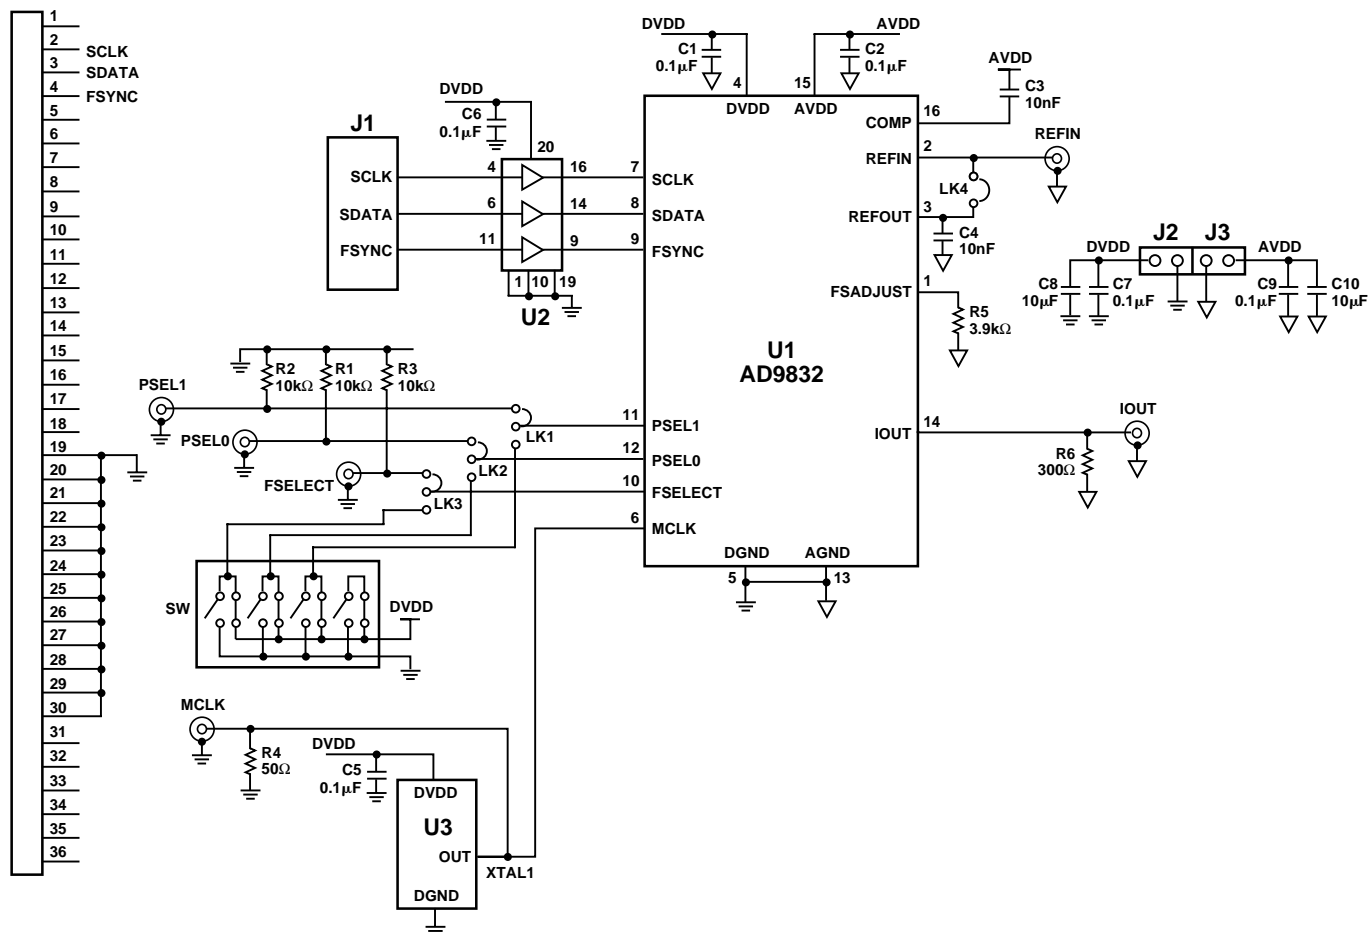 1
2
SCLK
3
SDATA
4
FSYNC
5
6
7
8
9
10
11
12
13
14
15
16
17
18
19
20
21
22
23
24
25
26
27
28
29
30
31
32
33
34
35
36
J1
SCLK
SDATA
FSYNC
DVDD
C6
0.1µF
20
4
16
6
14
11
9
1
10
19
U2
DVDD
C1
0.1µF
4
DVDD
AVDD
C2
0.1µF
15
AVDD
7
SCLK
8
SDATA
9
FSYNC
U1
AD9832
11
PSEL1
12
PSEL0
10
FSELECT
6
MCLK
DGND
5
AGND
13
COMP
16
AVDD
C3
10nF
REFIN
2
REFIN
LK4
REFOUT
3
C4
10nF
FSADJUST
1
R5
3.9kΩ
IOUT
14
IOUT
R6
300Ω
J2
J3
DVDD
AVDD
C8
10µF
C7
0.1µF
C9
0.1µF
C10
10µF
R2
10kΩ
R1
10kΩ
R3
10kΩ
PSEL1
PSEL0
FSELECT
LK1
LK2
LK3
SW
DVDD
MCLK
R4
50Ω
DVDD
C5
0.1µF
DVDD
U3
OUT
DGND
XTAL1